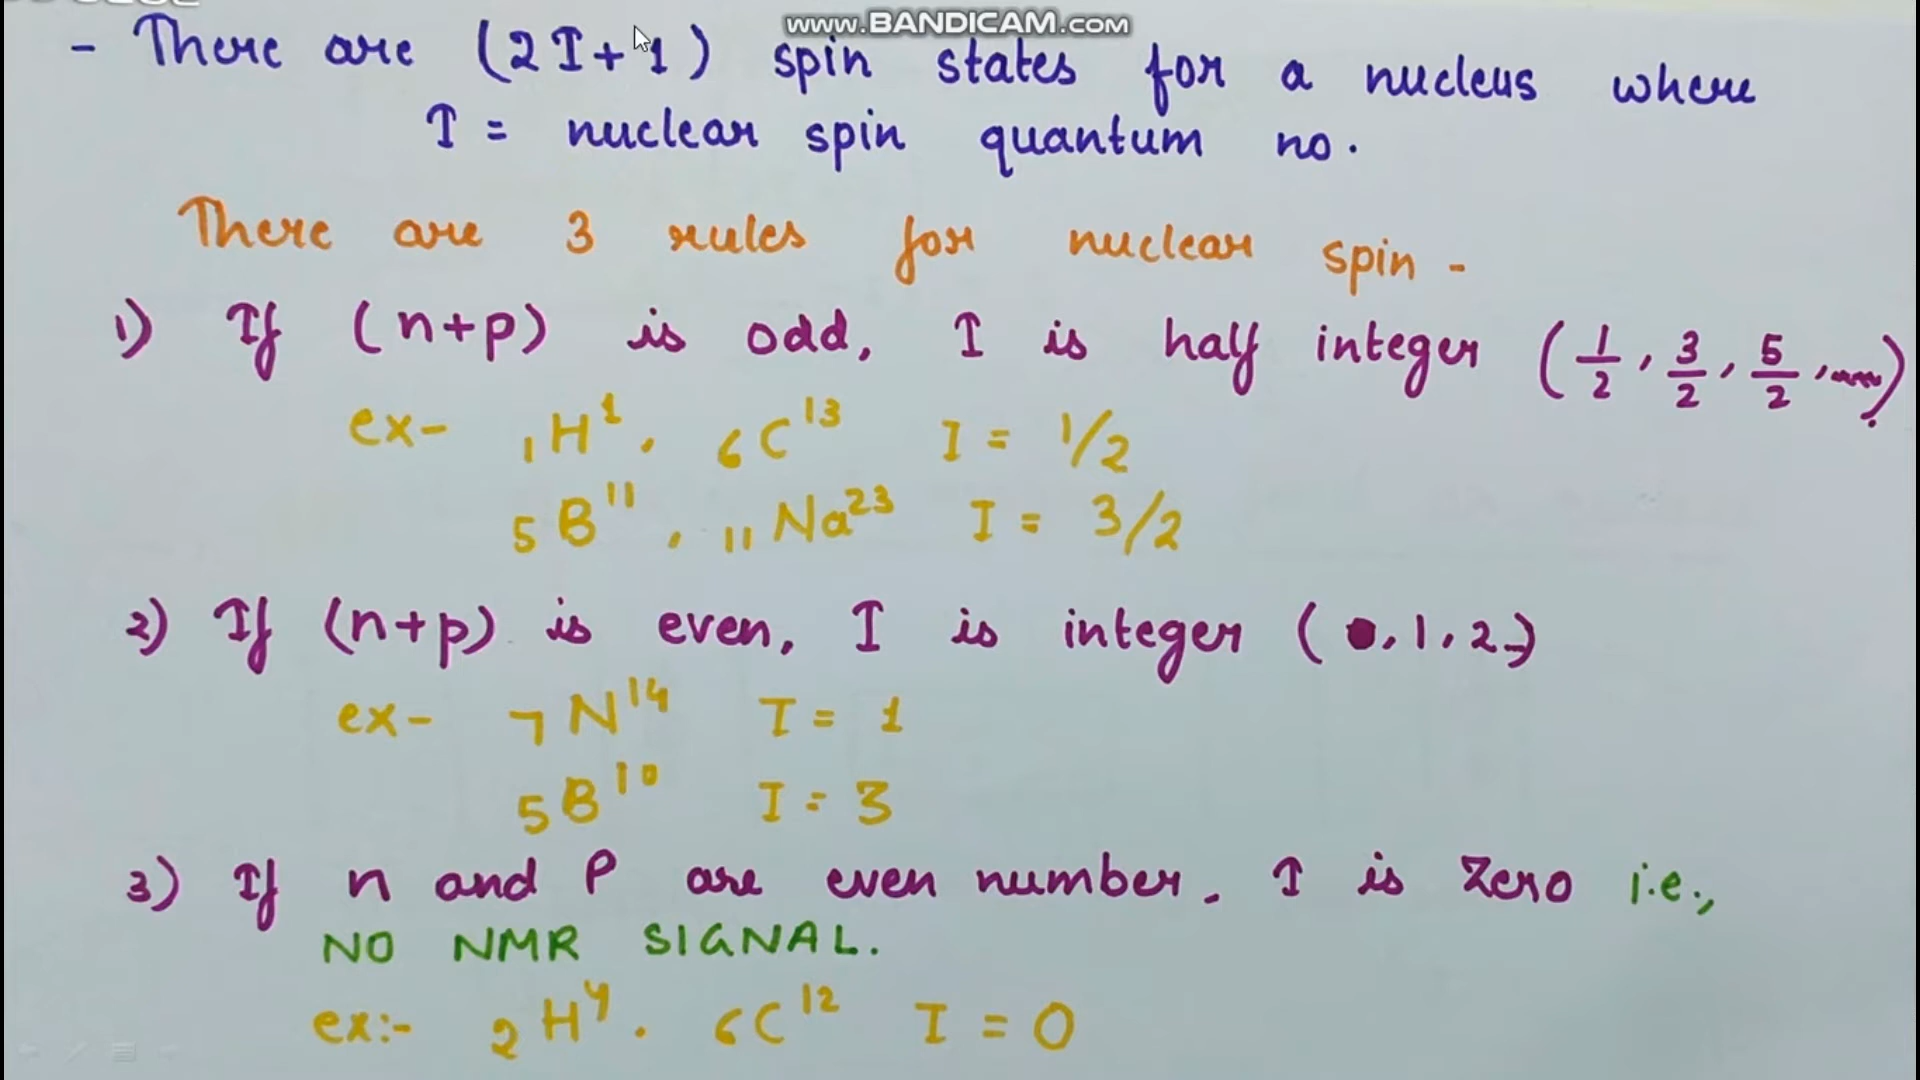 www.BANDICAM.com
- There are (2I+1) spin states for a nucleus where
I = nuclear spin quantum no.
There are 3 rules for nuclear spin -
1) If (n+p) is odd, I is half integer (1/2, 3/2, 5/2, ......)
ex- ₁H¹, ₆C¹³ I = 1/2
₅B¹¹, ₁₁Na²³ I = 3/2
2) If (n+p) is even, I is integer (0, 1, 2-)
ex- ₇N¹⁴ I = 1
₅B¹⁰ I = 3
3) If n and P are even number. I is Zero i.e.,
NO NMR SIGNAL.
ex:- ₂H⁴. ₆C¹² I = 0